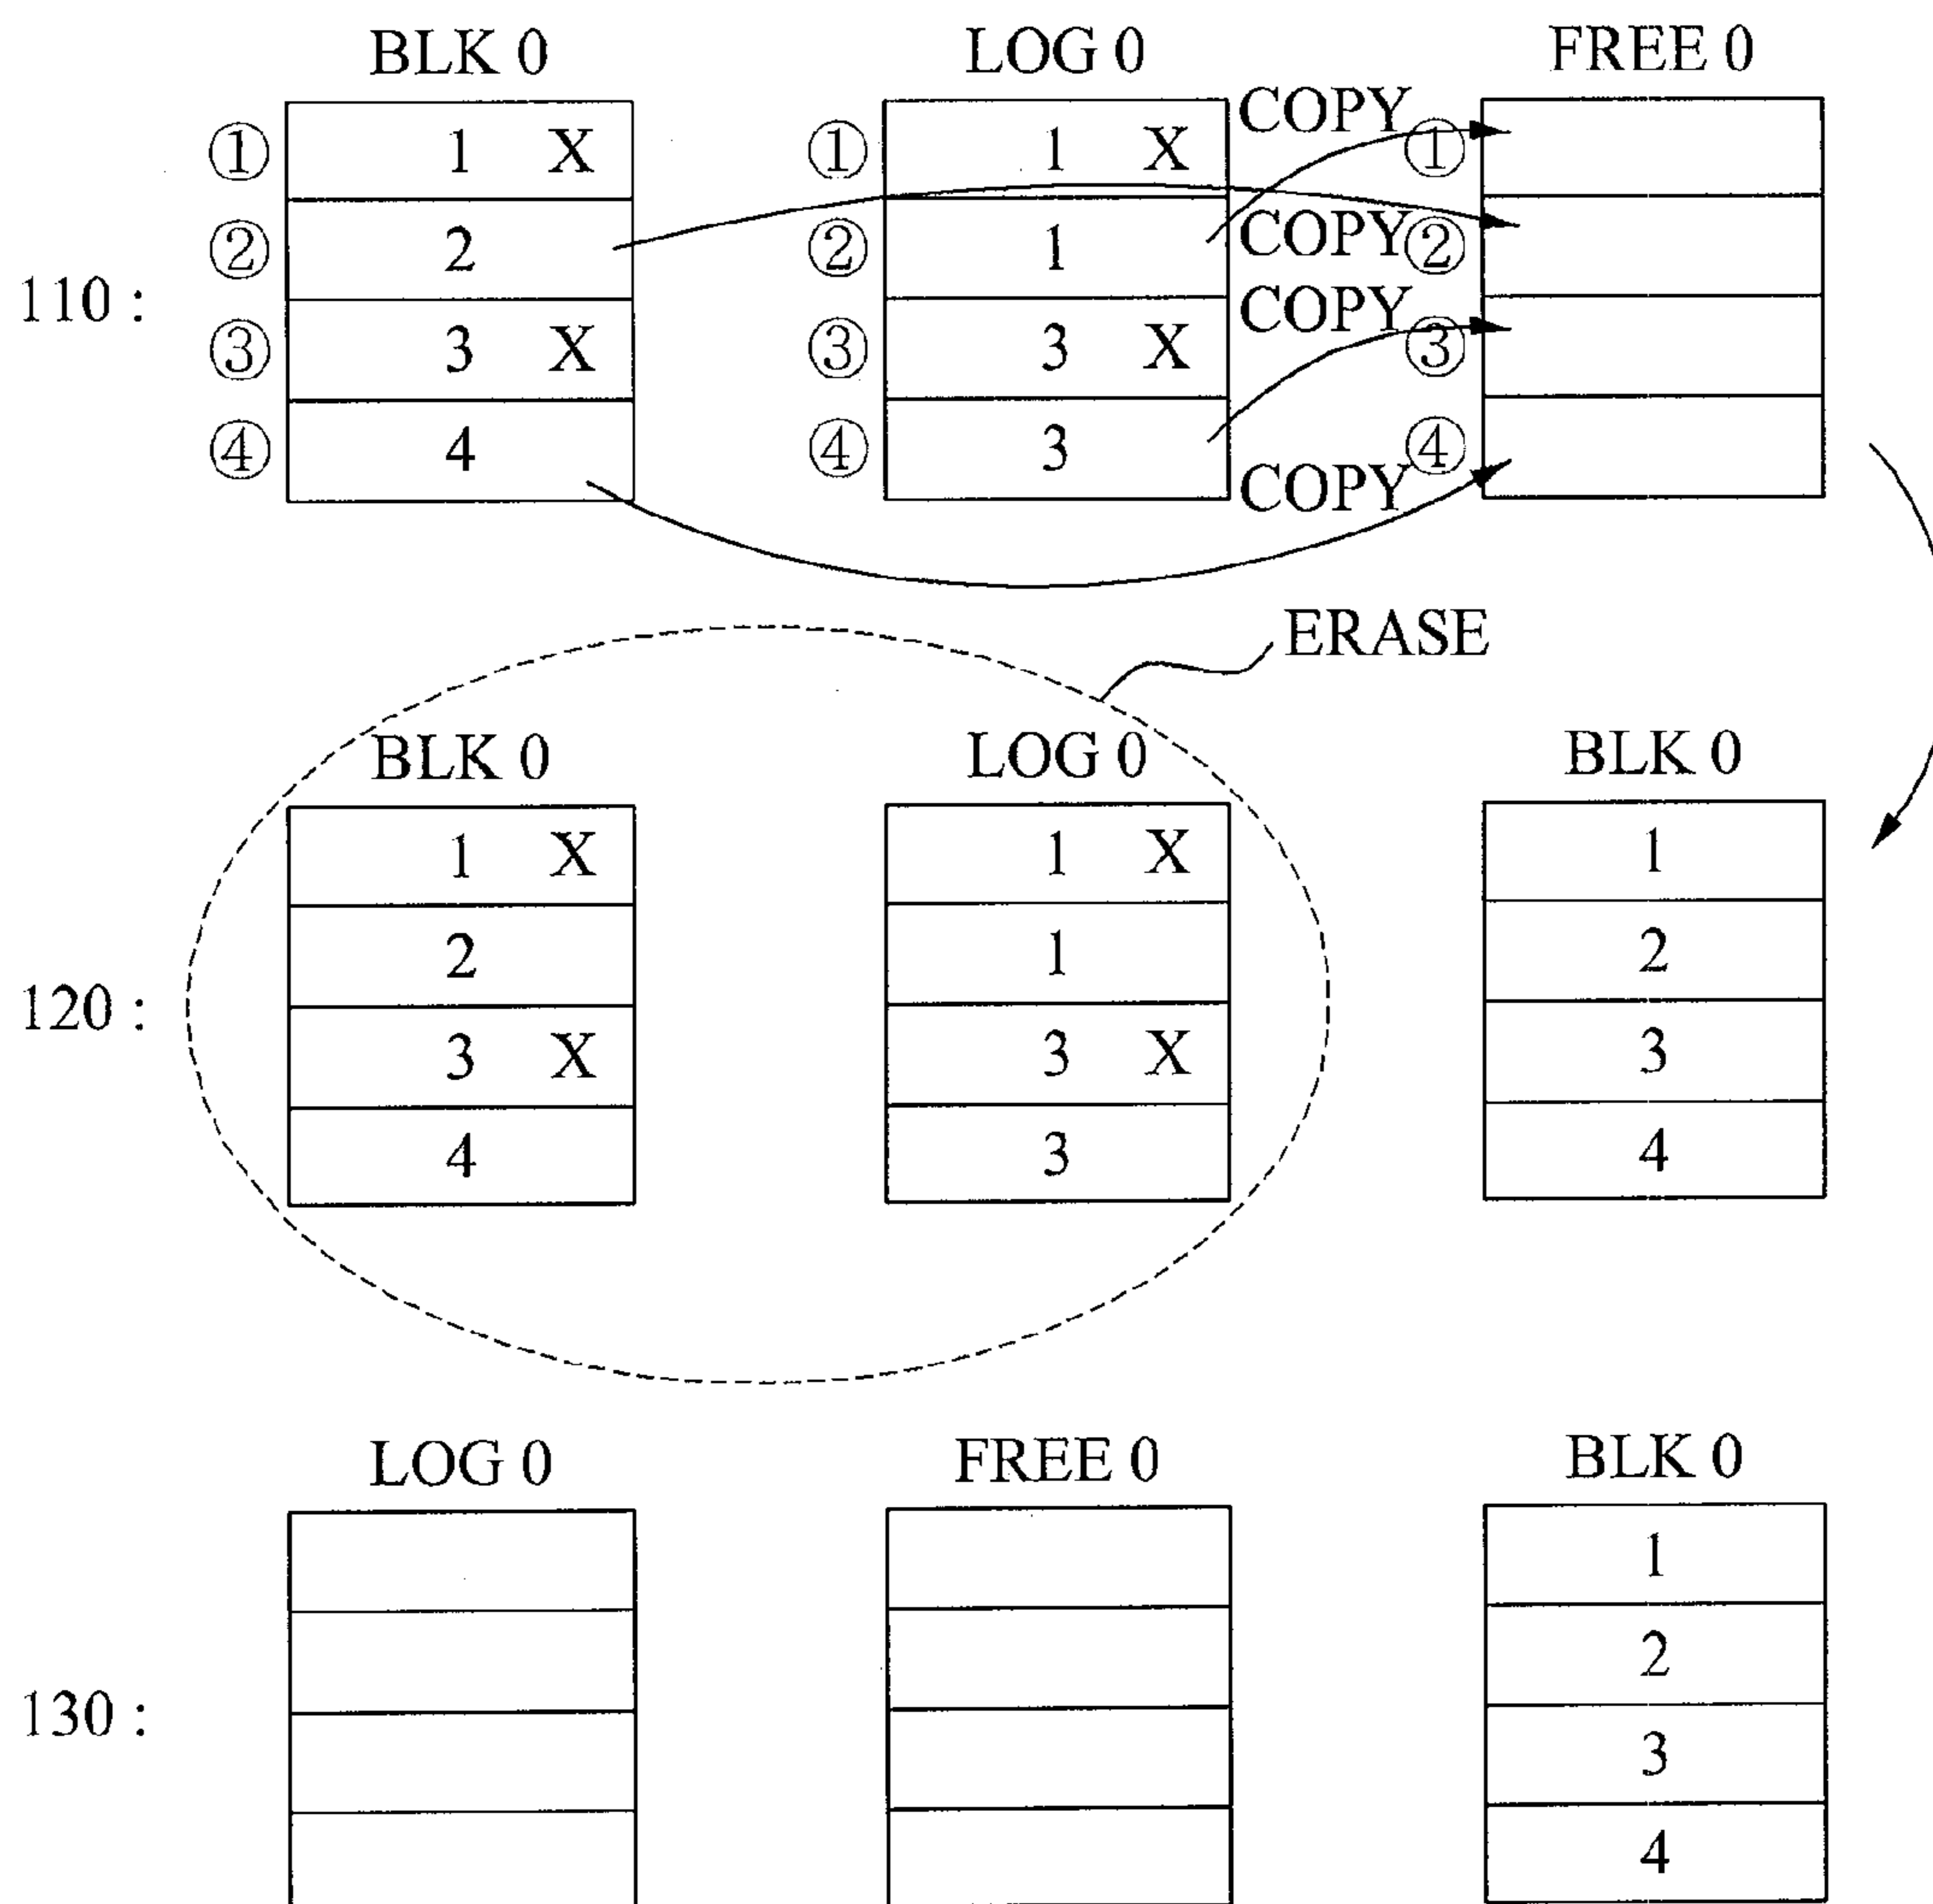 BLK 0 LOG 0 FREE 0
① 1 X ① 1 X COPY ①
② 2 ② 1 COPY ②
110 :
③ 3 X ③ 3 X COPY ③
④ 4 ④ 3 COPY ④
ERASE
BLK 0 LOG 0 BLK 0
1 X 1 X 1
2 1 2
120 :
3 X 3 X 3
4 3 4
LOG 0 FREE 0 BLK 0
1
2
130 :
3
4